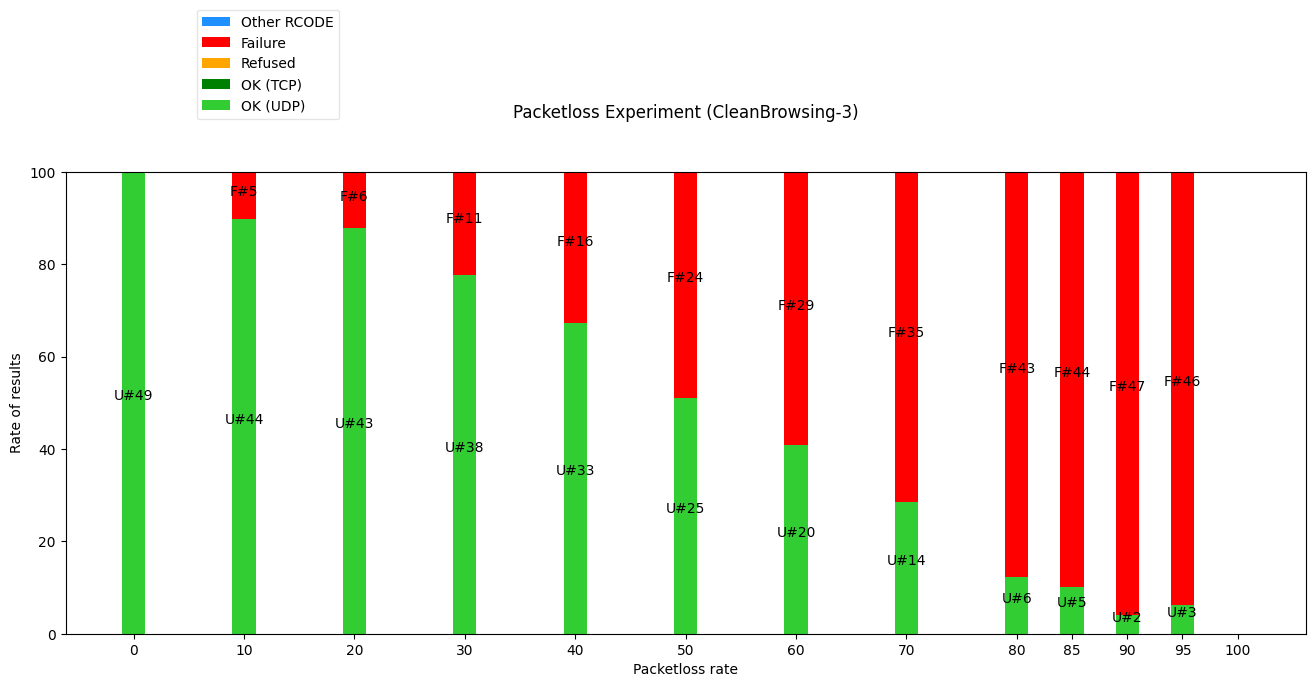 Other RCODE
Failure
Refused
OK (TCP)
OK (UDP)
Packetloss Experiment (CleanBrowsing-3)
100
80
60
40
20
0
Rate of results
F#5
F#6
F#11
F#16
F#24
F#29
F#35
F#43
F#44
F#47
F#46
U#49
U#44
U#43
U#38
U#33
U#25
U#20
U#14
U#6
U#5
U#2
U#3
0 10 20 30 40 50 60 70 80 85 90 95 100
Packetloss rate